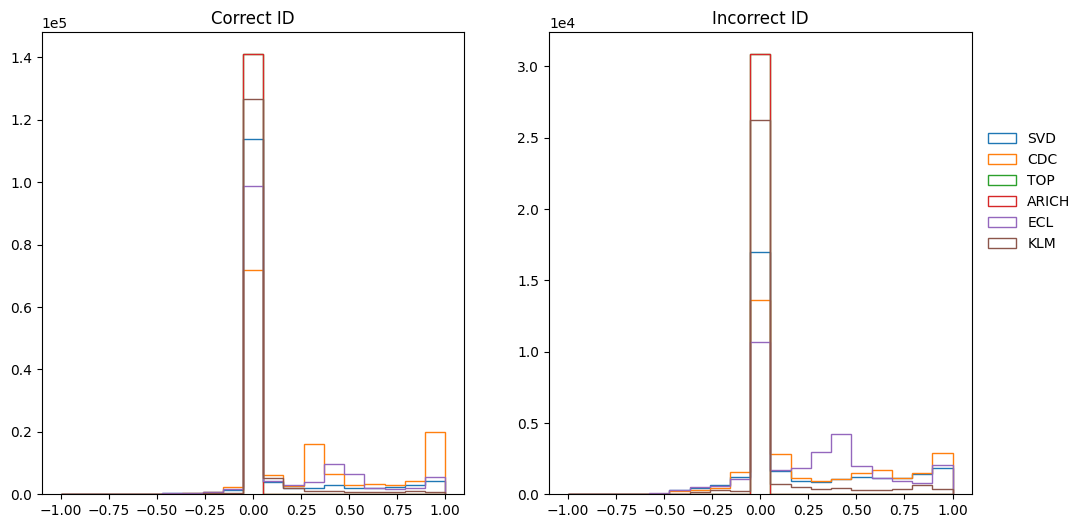 Correct ID
Incorrect ID
1e5
1e4
1.4
1.2
1.0
0.8
0.6
0.4
0.2
0.0
−1.00 −0.75 −0.50 −0.25 0.00 0.25 0.50 0.75 1.00
3.0
2.5
2.0
1.5
1.0
0.5
0.0
−1.00 −0.75 −0.50 −0.25 0.00 0.25 0.50 0.75 1.00
SVD
CDC
TOP
ARICH
ECL
KLM